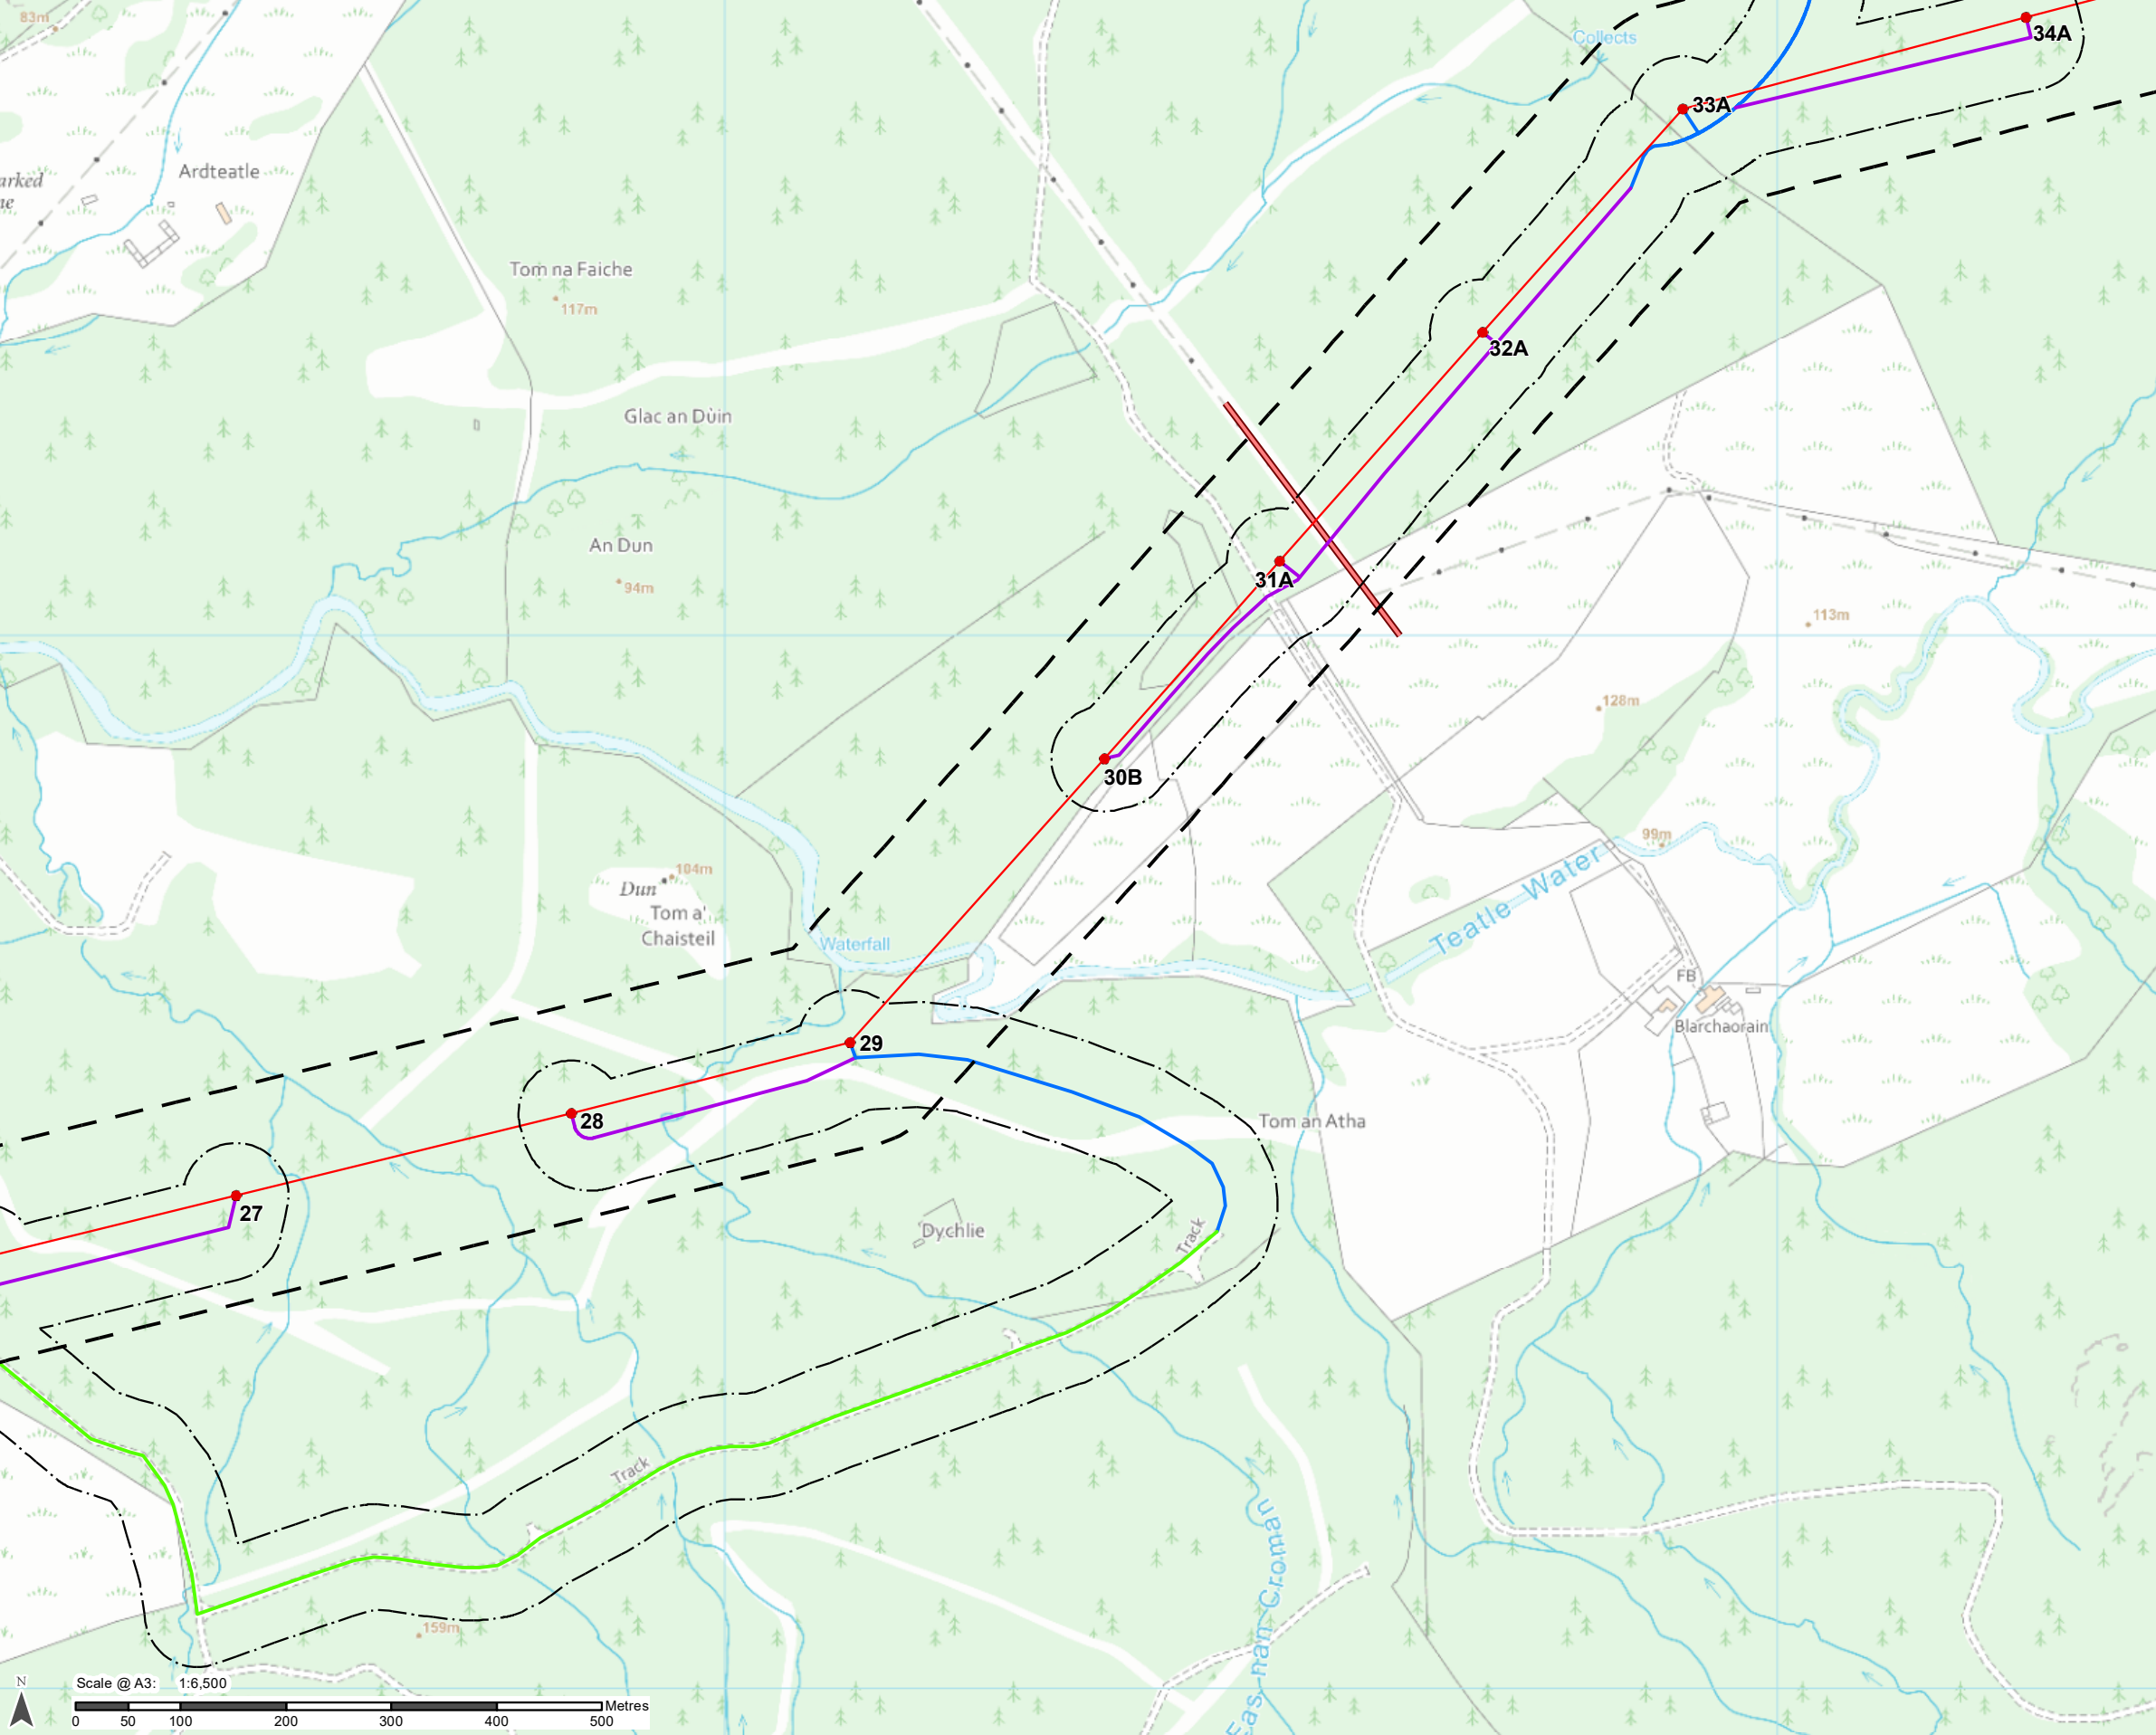 83m
Collects
34A
33A
Ardteatle
arked
ne
Tom na Faiche
117m
32A
Glac an Dùin
An Dun
94m
31A
113m
128m
30B
99m
104m
Dun
Tom a'
Chaisteil
Waterfall
Teatle Water
FB
Blarchaorain
29
28
Tom an Atha
27
Dychlie
Track
Track
Eas nan Croman
159m
N
Scale @ A3: 1:6,500
Metres
0 50 100 200 300 400 500